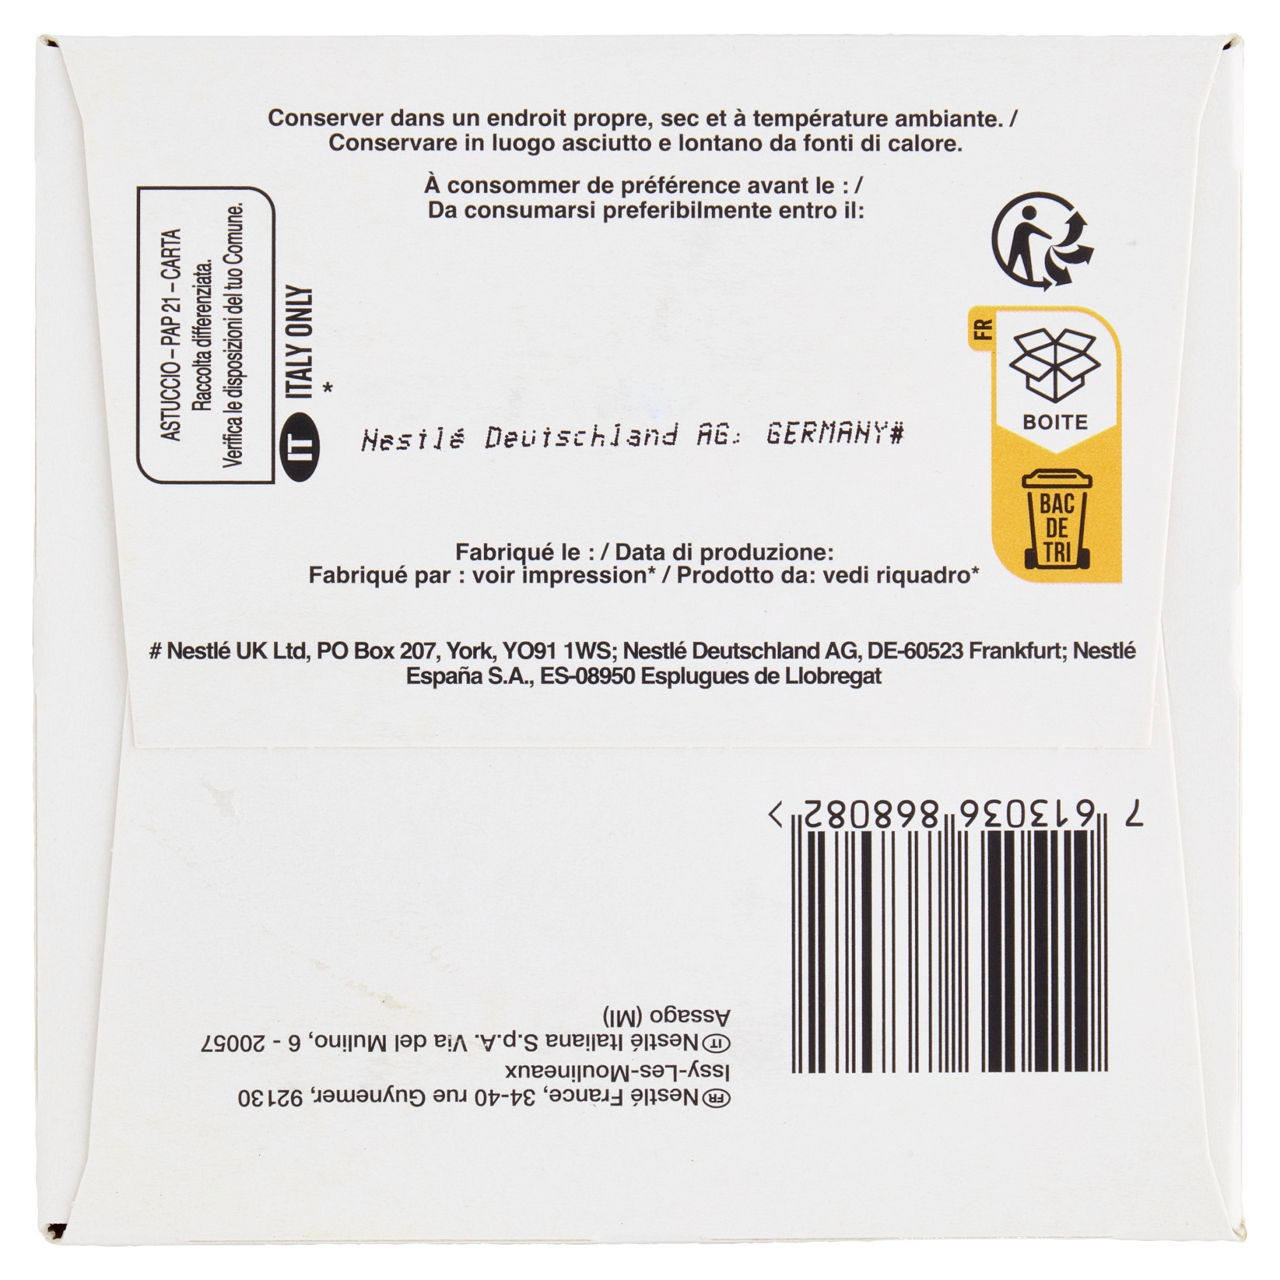 Conserver dans un endroit propre, sec et à température ambiante. /
Conservare in luogo asciutto e lontano da fonti di calore.
À consommer de préférence avant le : /
Da consumarsi preferibilmente entro il:
ASTUCCIO – PAP 21 – CARTA
Raccolta differenziata.
Verifica le disposizioni del tuo Comune.
IT ITALY ONLY
*
FR
BOITE
BAC
DE
TRI
Nestlé Deutschland AG: GERMANY#
Fabriqué le : / Data di produzione:
Fabriqué par : voir impression* / Prodotto da: vedi riquadro*
# Nestlé UK Ltd, PO Box 207, York, YO91 1WS; Nestlé Deutschland AG, DE-60523 Frankfurt; Nestlé
España S.A., ES-08950 Esplugues de Llobregat
7 613036 868082 >
FR Nestlé France, 34-40 rue Guynemer, 92130
Issy-Les-Moulineaux
IT Nestlé Italiana S.p.A. Via del Mulino, 6 - 20057
Assago (MI)